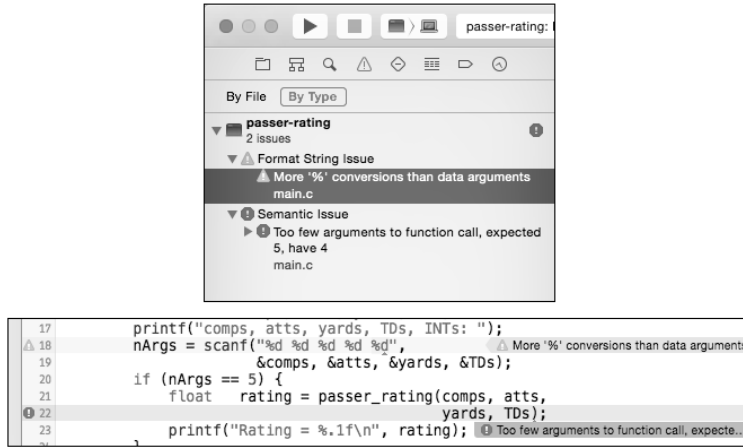 passer-rating:
By File By Type
passer-rating
2 issues
Format String Issue
More '%' conversions than data arguments
main.c
Semantic Issue
Too few arguments to function call, expected
5, have 4
main.c
17 printf("comps, atts, yards, TDs, INTs: ");
18 nArgs = scanf("%d %d %d %d %d", More '%' conversions than data arguments
19 &comps, &atts, &yards, &TDs);
20 if (nArgs == 5) {
21 float rating = passer_rating(comps, atts,
22 yards, TDs);
23 printf("Rating = %.1f\n", rating); Too few arguments to function call, expecte...